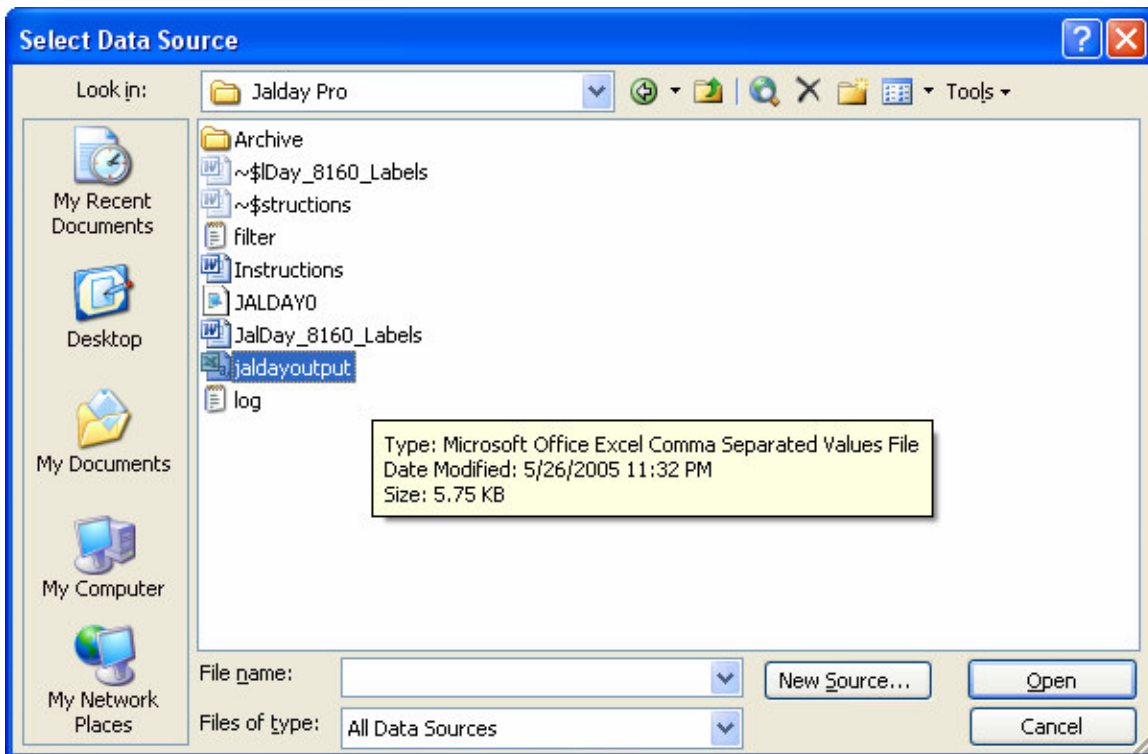 Select Data Source
Look in:
Jalday Pro
Tools
My Recent
Documents
Desktop
My Documents
My Computer
My Network
Places
Archive
~$lDay_8160_Labels
~$structions
filter
Instructions
JALDAY0
JalDay_8160_Labels
jaldayoutput
log
Type: Microsoft Office Excel Comma Separated Values File
Date Modified: 5/26/2005 11:32 PM
Size: 5.75 KB
File name:
New Source...
Open
Files of type:
All Data Sources
Cancel